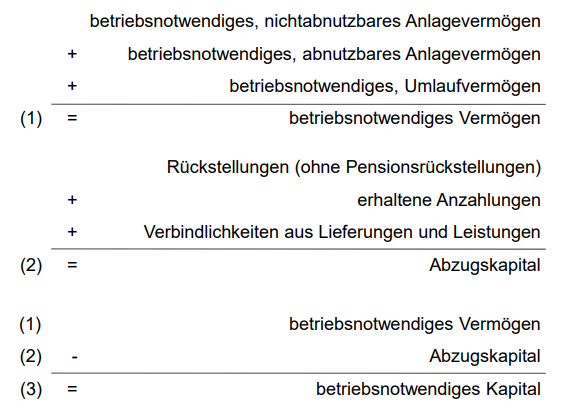 betriebsnotwendiges, nichtabnutzbares Anlagevermögen
+ betriebsnotwendiges, abnutzbares Anlagevermögen
+ betriebsnotwendiges, Umlaufvermögen
(1) = betriebsnotwendiges Vermögen
Rückstellungen (ohne Pensionsrückstellungen)
+ erhaltene Anzahlungen
+ Verbindlichkeiten aus Lieferungen und Leistungen
(2) = Abzugskapital
(1) betriebsnotwendiges Vermögen
(2) - Abzugskapital
(3) = betriebsnotwendiges Kapital